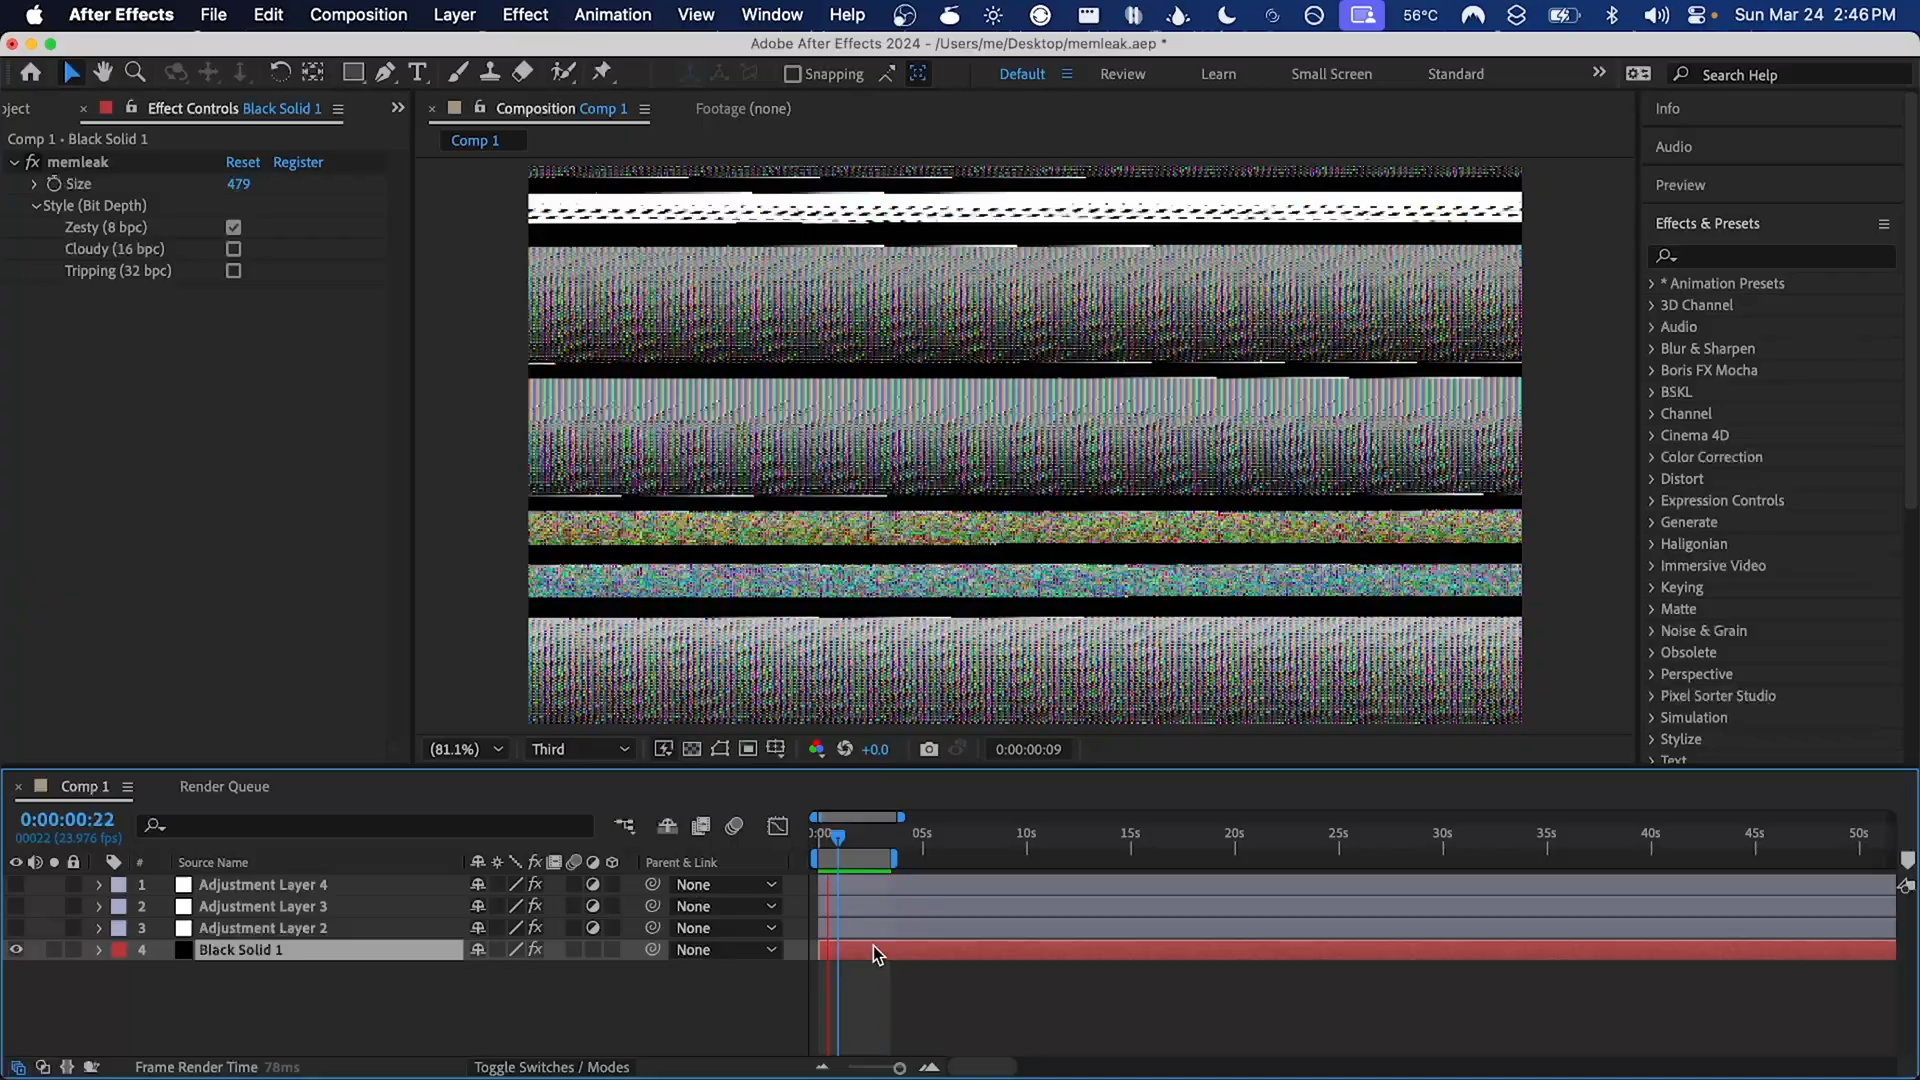 After Effects File Edit Composition Layer Effect Animation View Window Help 56°C Sun Mar 24 2:46 PM
Adobe After Effects 2024 - /Users/me/Desktop/memleak.aep *
Snapping Default Review Learn Small Screen Standard Search Help
oject Effect Controls Black Solid 1
Composition Comp 1 Footage (none)
Comp 1 • Black Solid 1
Comp 1
fx memleak Reset Register
Size 479
Style (Bit Depth)
Zesty (8 bpc)
Cloudy (16 bpc)
Tripping (32 bpc)
Info
Audio
Preview
Effects & Presets
* Animation Presets
3D Channel
Audio
Blur & Sharpen
Boris FX Mocha
BSKL
Channel
Cinema 4D
Color Correction
Distort
Expression Controls
Generate
Haligonian
Immersive Video
Keying
Matte
Noise & Grain
Obsolete
Perspective
Pixel Sorter Studio
Simulation
Stylize
Text
(81.1%) Third +0.0 0:00:00:09
Comp 1 Render Queue
0:00:00:22
00022 (23.976 fps)
05s 10s 15s 20s 25s 30s 35s 40s 45s 50s
# Source Name fx Parent & Link
1 Adjustment Layer 4 fx None
2 Adjustment Layer 3 fx None
3 Adjustment Layer 2 fx None
4 Black Solid 1 fx None
Frame Render Time 78ms Toggle Switches / Modes